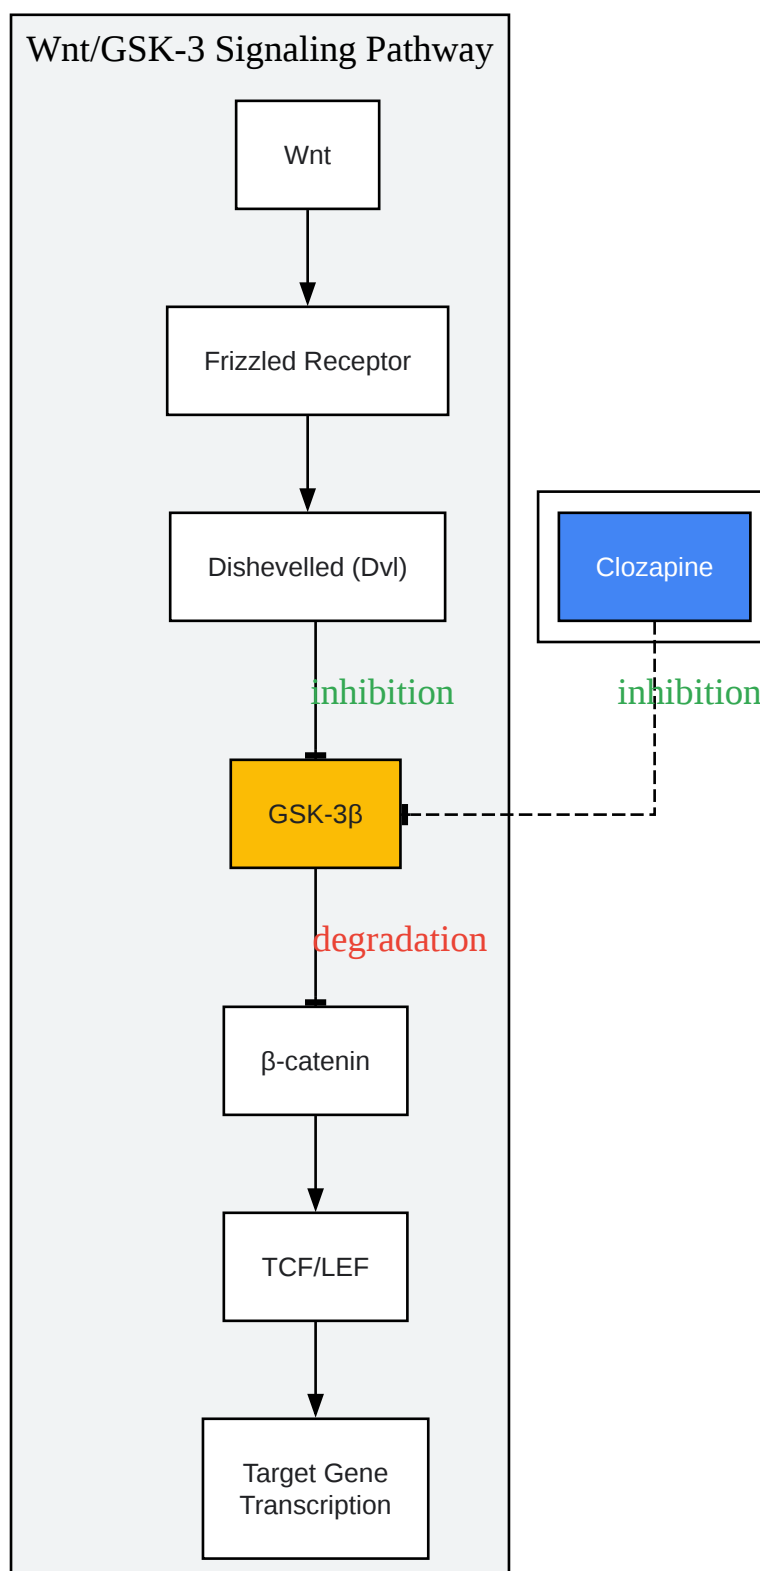 Wnt/GSK-3 Signaling Pathway
Wnt
Frizzled Receptor
Dishevelled (Dvl)
Clozapine
inhibition
inhibition
GSK-3β
degradation
β-catenin
TCF/LEF
Target Gene
Transcription